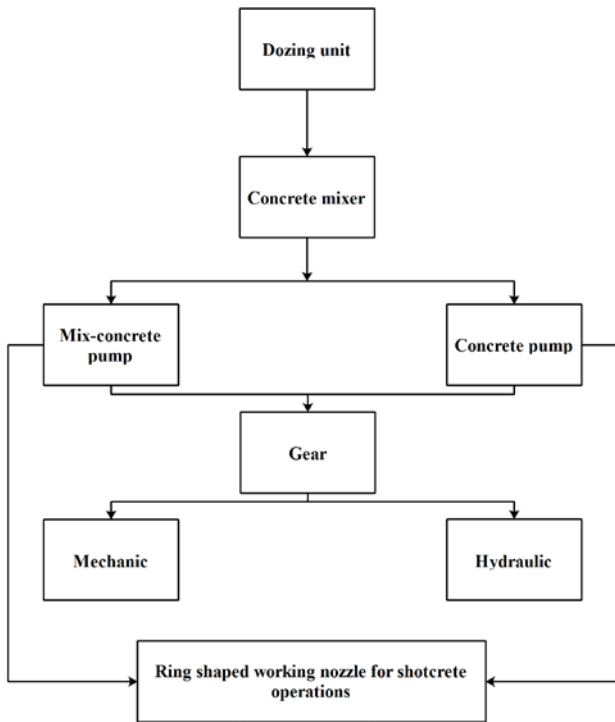 Dozing unit
Concrete mixer
Mix-concrete
pump
Concrete pump
Gear
Mechanic
Hydraulic
Ring shaped working nozzle for shotcrete
operations